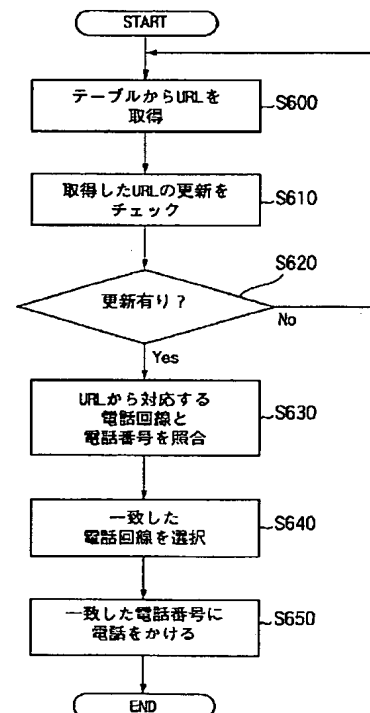 START
テーブルからURLを
取得
S600
取得したURLの更新を
チェック
S610
S620
更新有り？
No
Yes
URLから対応する
電話回線と
電話番号を照合
S630
一致した
電話回線を選択
S640
一致した電話番号に
電話をかける
S650
END